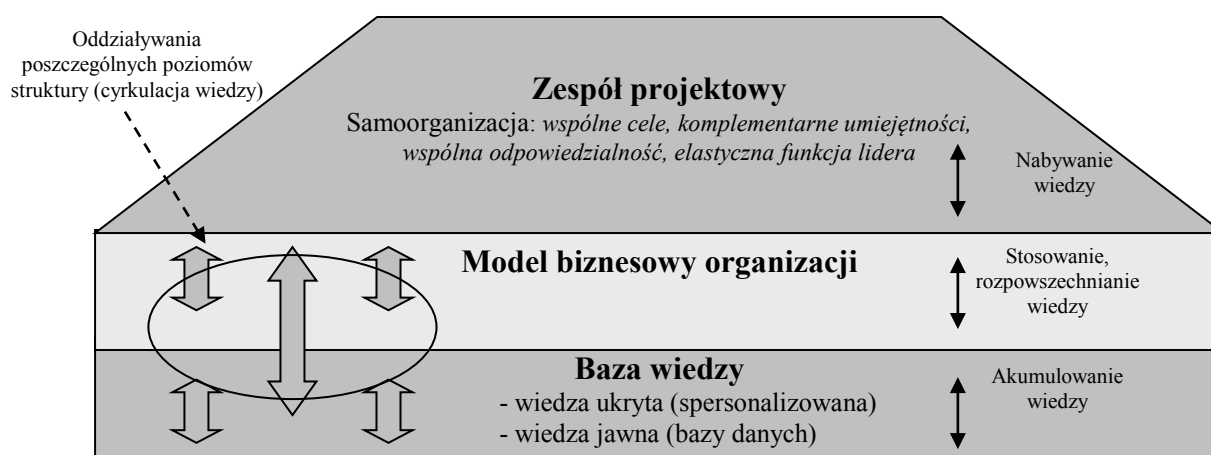 Oddziaływania
poszczególnych poziomów
struktury (cyrkulacja wiedzy)
Zespół projektowy
Samoorganizacja: wspólne cele, komplementarne umiejętności,
wspólna odpowiedzialność, elastyczna funkcja lidera
Nabywanie
wiedzy
Model biznesowy organizacji
Stosowanie,
rozpowszechnianie
wiedzy
Baza wiedzy
- wiedza ukryta (spersonalizowana)
- wiedza jawna (bazy danych)
Akumulowanie
wiedzy